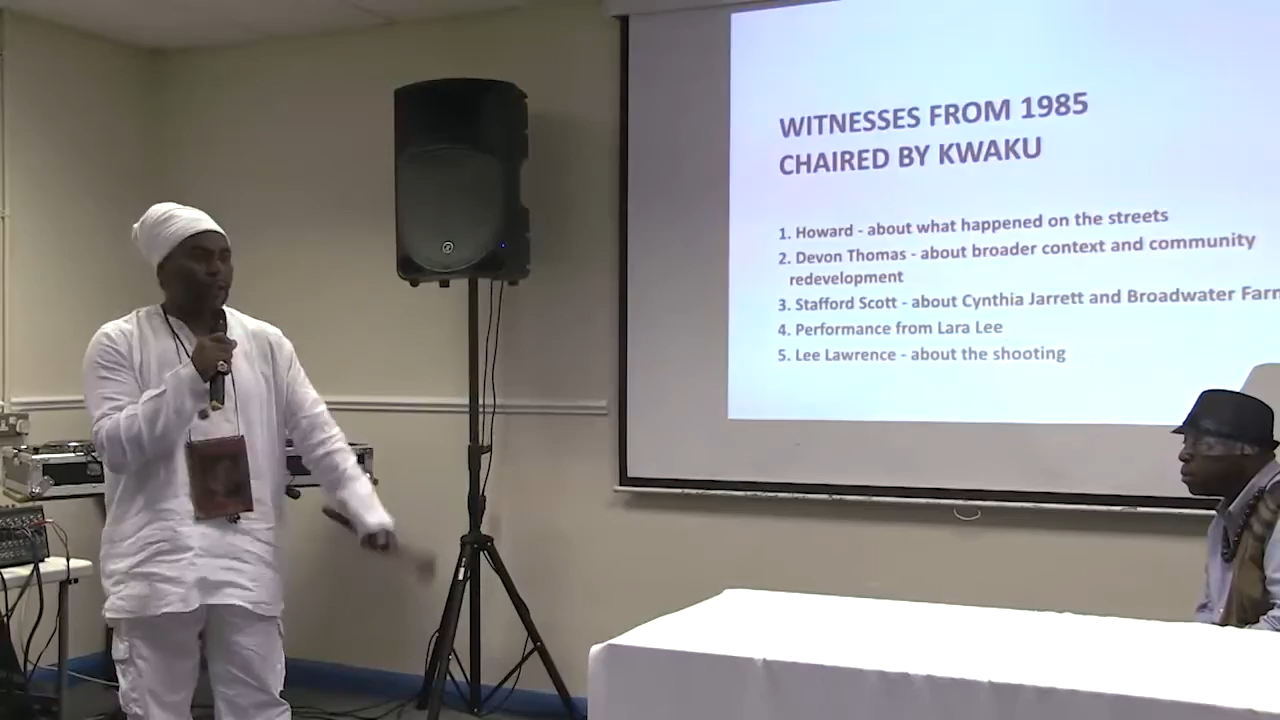 WITNESSES FROM 1985
CHAIRED BY KWAKU
1. Howard - about what happened on the streets
2. Devon Thomas - about broader context and community
redevelopment
3. Stafford Scott - about Cynthia Jarrett and Broadwater Farm
4. Performance from Lara Lee
5. Lee Lawrence - about the shooting